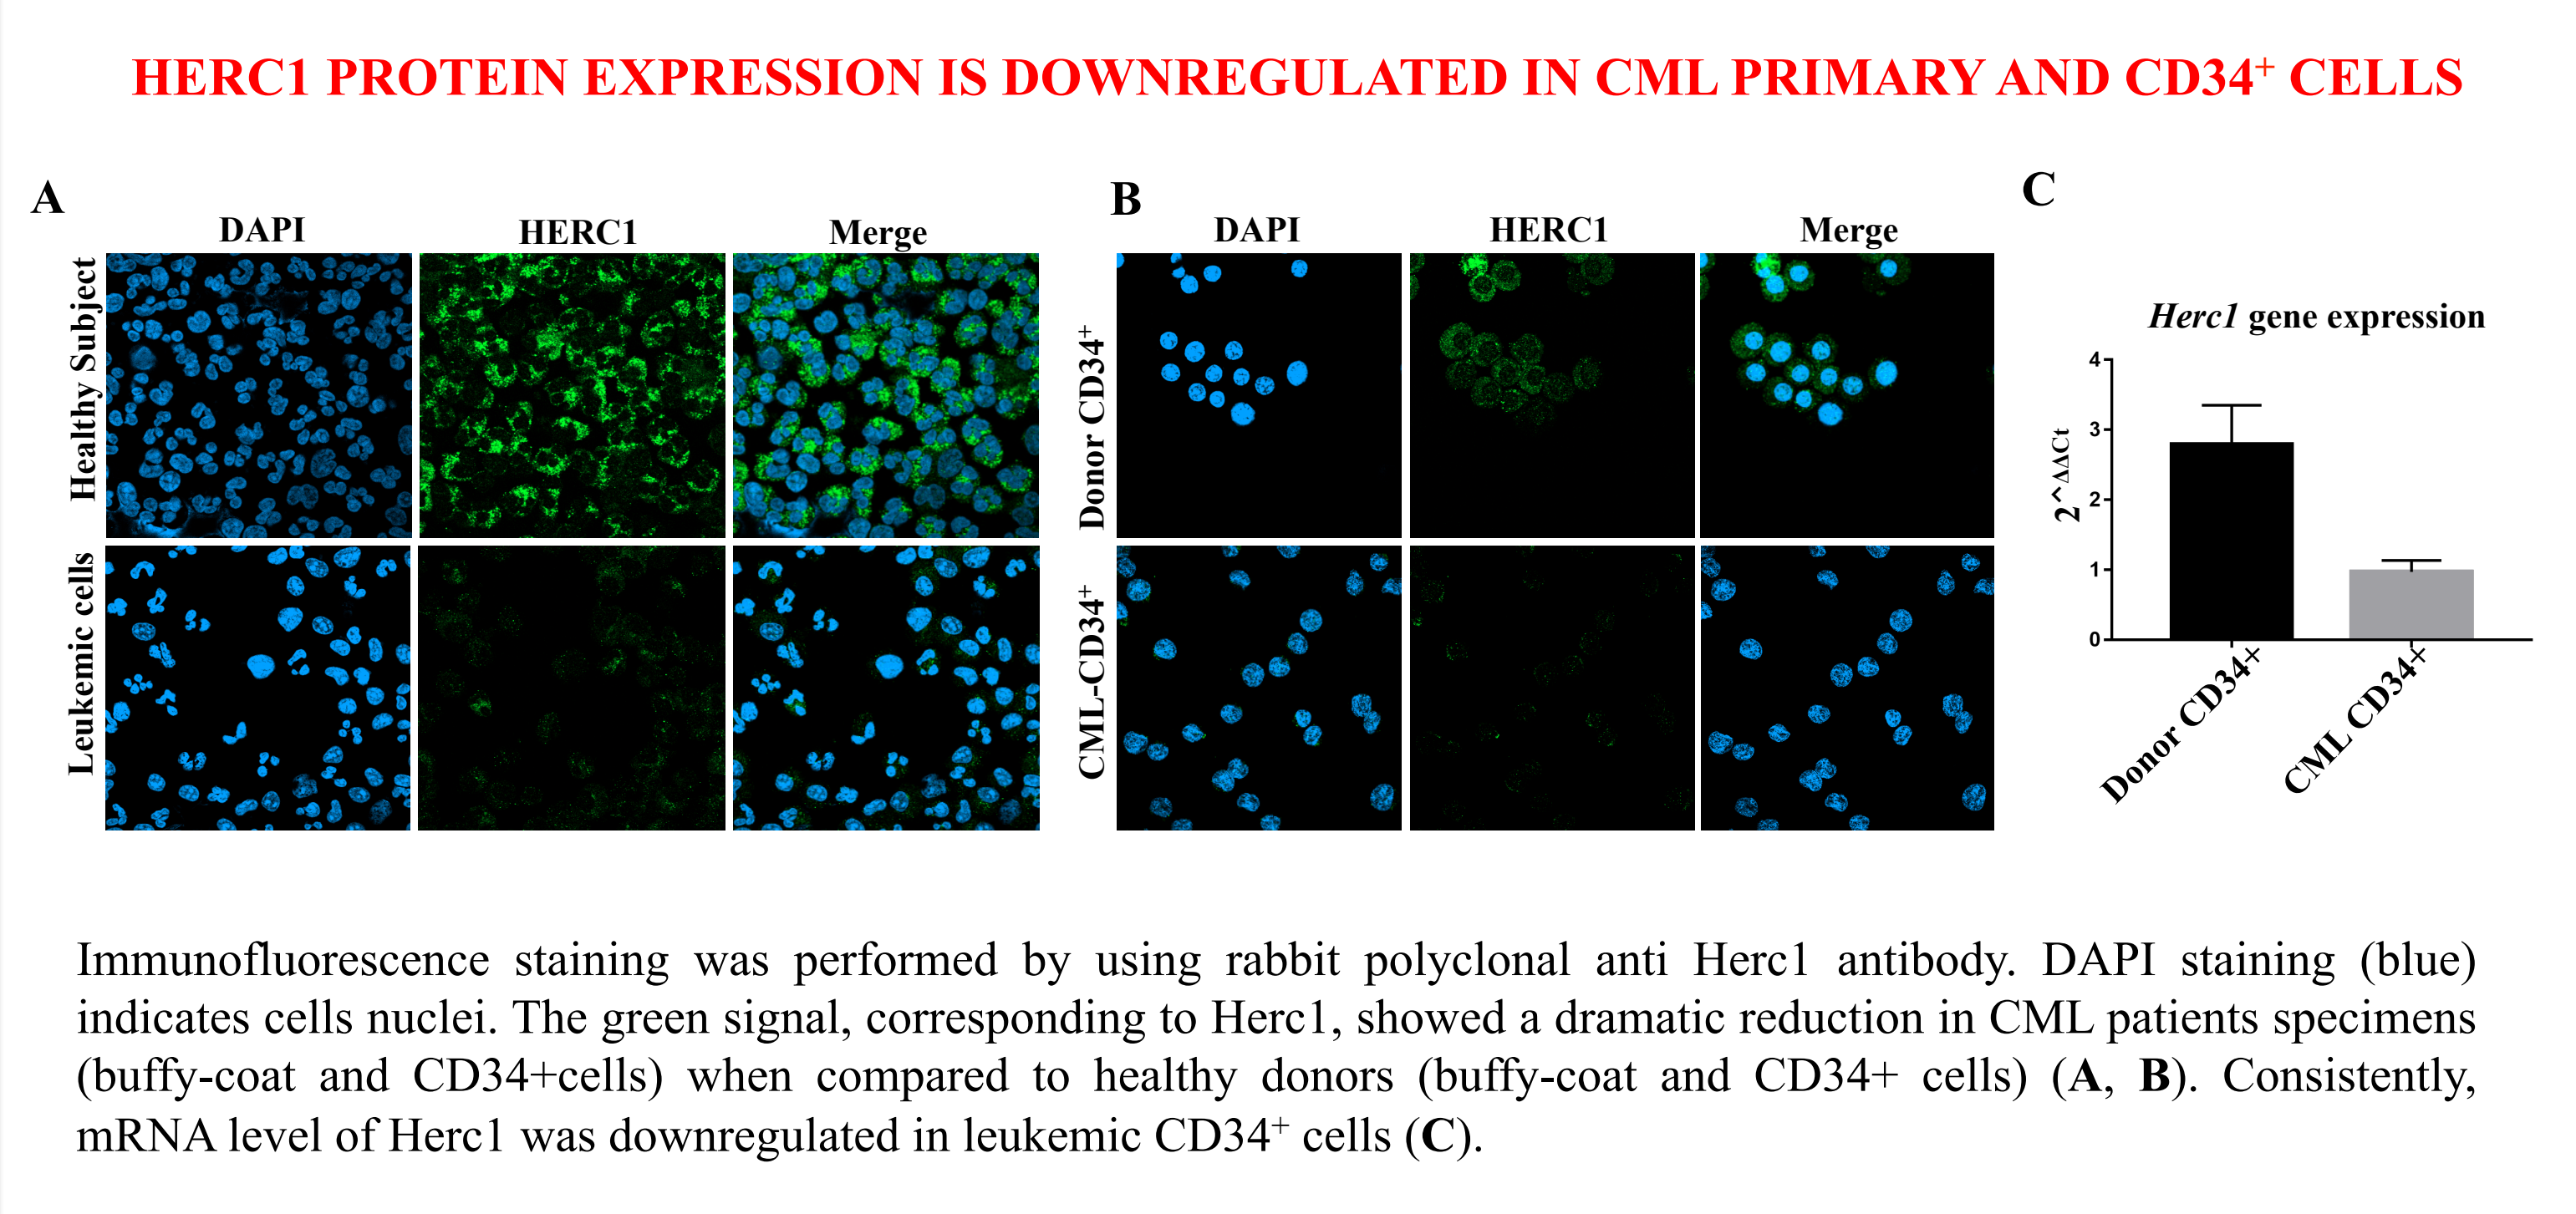 HERC1 PROTEIN EXPRESSION IS DOWNREGULATED IN CML PRIMARY AND CD34⁺ CELLS
A
DAPI
HERC1
Merge
Healthy Subject
Leukemic cells
B
DAPI
HERC1
Merge
Donor CD34⁺
CML-CD34⁺
C
Herc1 gene expression
2^ΔΔCt
4
3
2
1
0
Donor CD34+
CML CD34+
Immunofluorescence staining was performed by using rabbit polyclonal anti Herc1 antibody. DAPI staining (blue)
indicates cells nuclei. The green signal, corresponding to Herc1, showed a dramatic reduction in CML patients specimens
(buffy-coat and CD34+cells) when compared to healthy donors (buffy-coat and CD34+ cells) (A, B). Consistently,
mRNA level of Herc1 was downregulated in leukemic CD34⁺ cells (C).